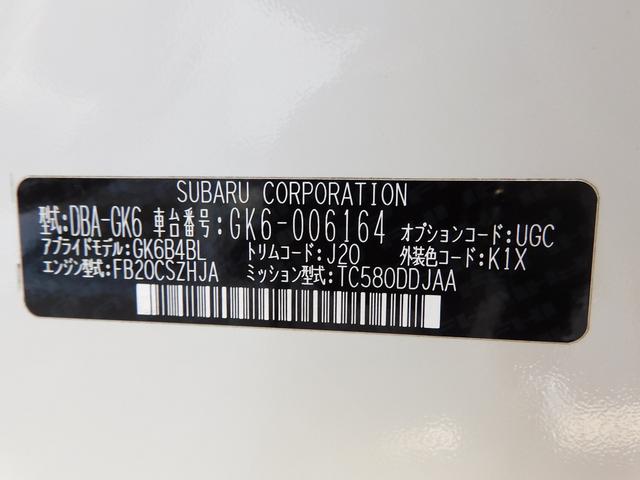 SUBARU CORPORATION
型式:DBA-GK6 車台番号:GK6-006164 オプションコード:UGC
アプライドモデル:GK6B4BL トリムコード:J20 外装色コード:K1X
エンジン型式:FB20CSZHJA ミッション型式:TC580DDJAA